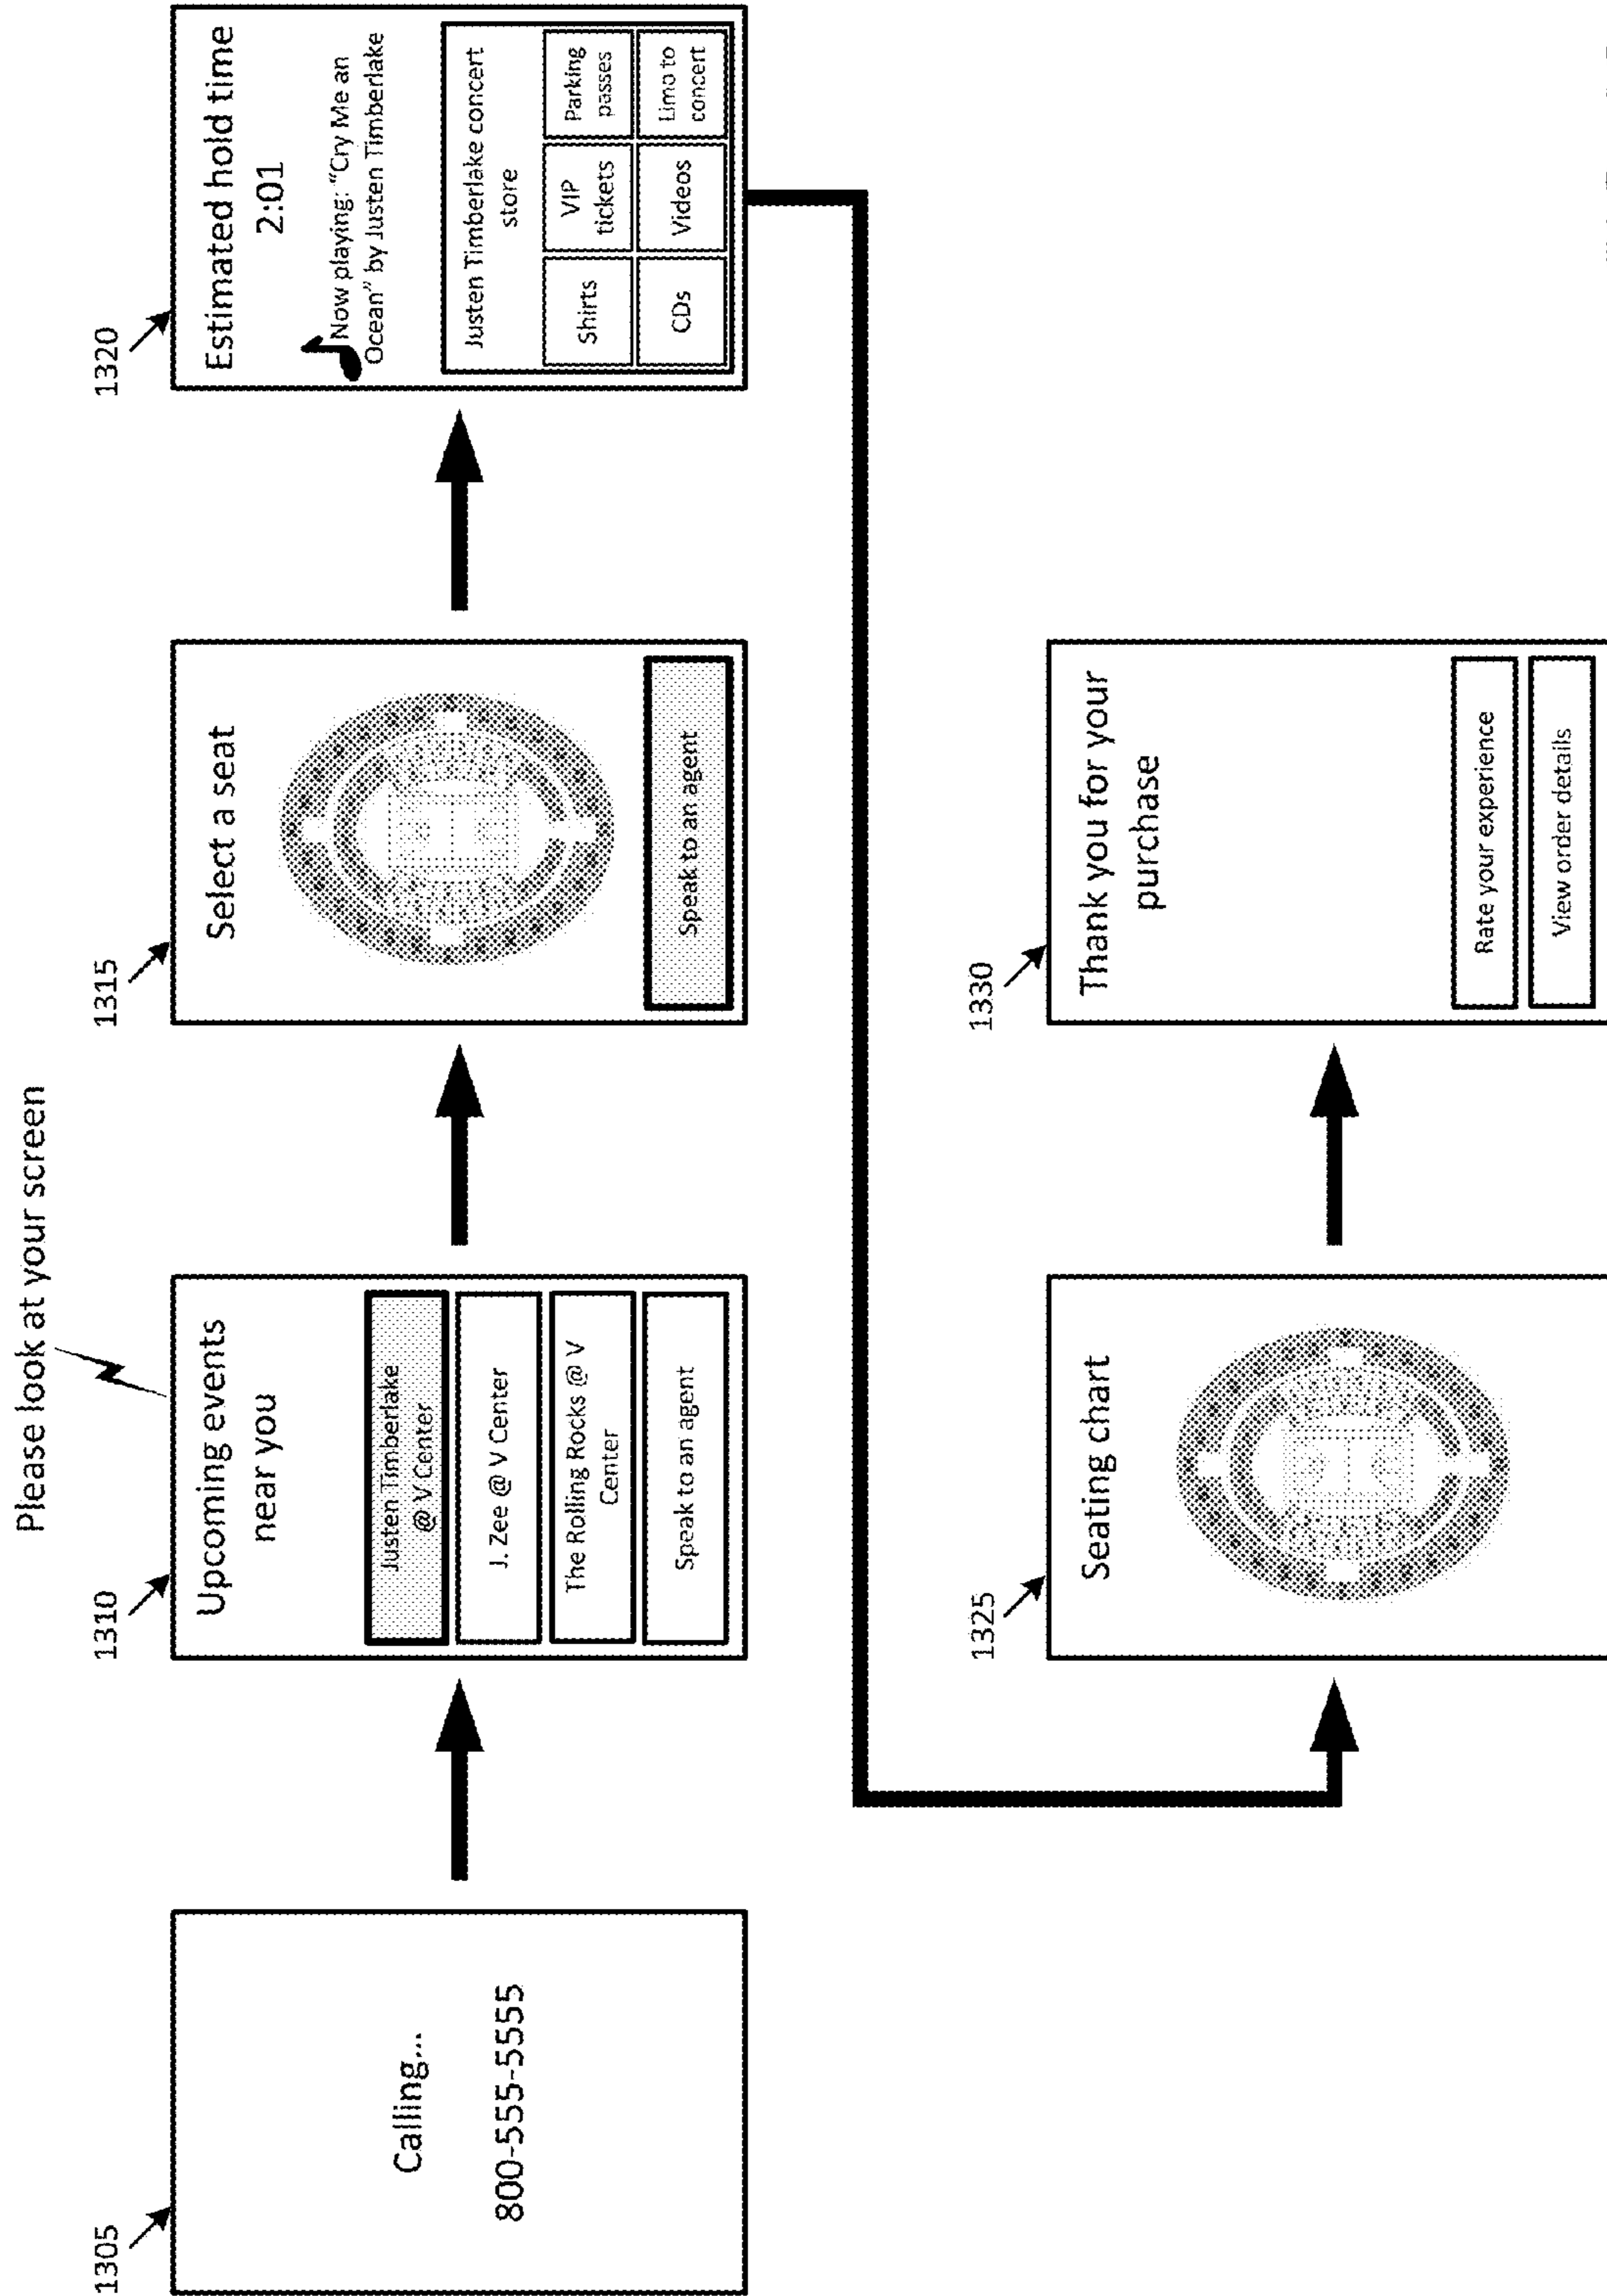 Please look at your screen
1305
Calling...
800-555-5555
1310
Upcoming events
near you
Justen Timberlake
@ V Center
J. Zee @ V Center
The Rolling Rocks @ V
Center
Speak to an agent
1315
Select a seat
Speak to an agent
1320
Estimated hold time
2:01
Now playing: “Cry Me an
Ocean” by Justen Timberlake
Justen Timberlake concert
store
Shirts
VIP
tickets
Parking
passes
CDs
Videos
Limo to
concert
1325
Seating chart
1330
Thank you for your
purchase
Rate your experience
View order details